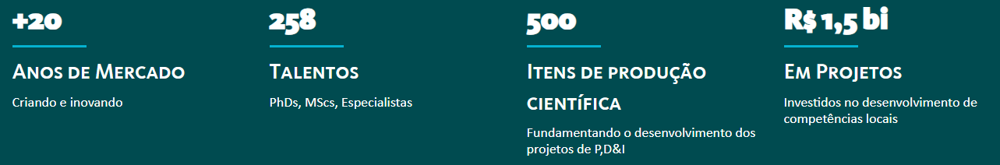 +20
Anos de Mercado
Criando e inovando
258
Talentos
PhDs, MScs, Especialistas
500
Itens de produção
científica
Fundamentando o desenvolvimento dos
projetos de P,D&I
R$ 1,5 bi
Em Projetos
Investidos no desenvolvimento de
competências locais